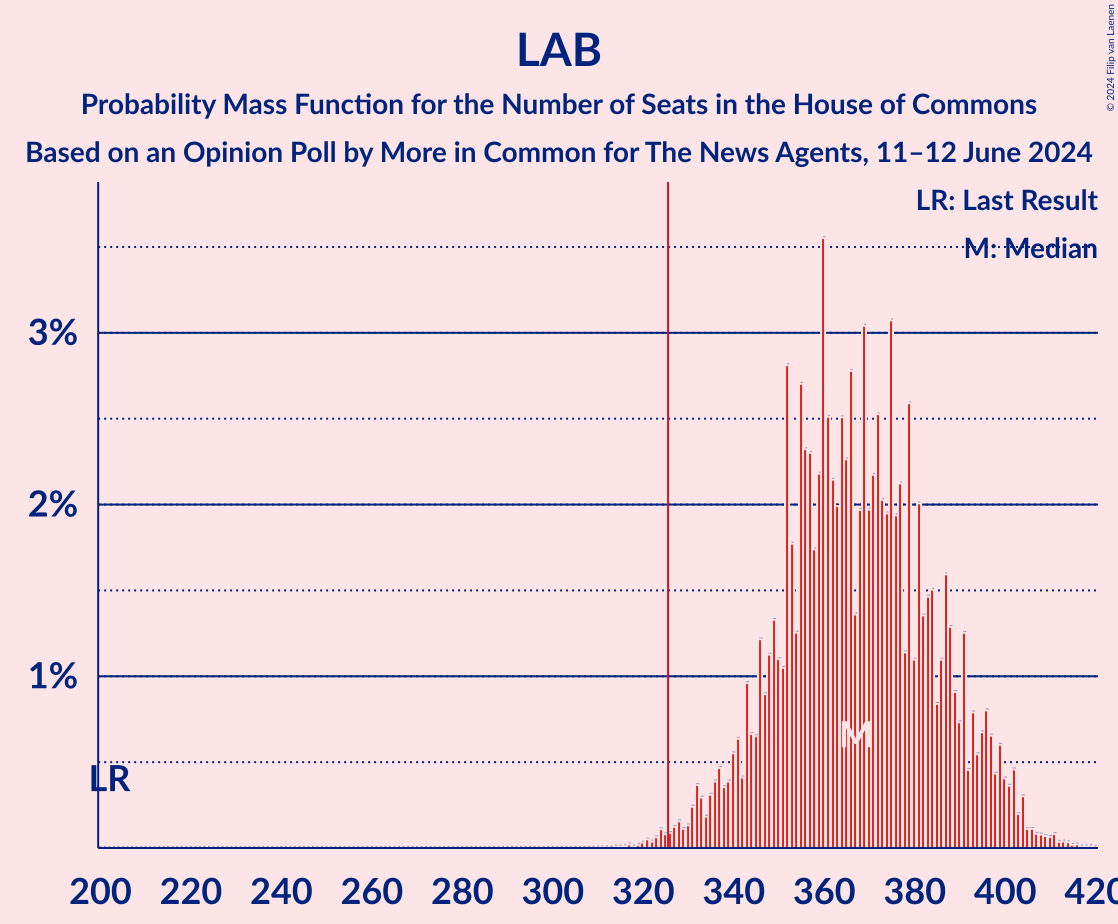 LAB
Probability Mass Function for the Number of Seats in the House of Commons
Based on an Opinion Poll by More in Common for The News Agents, 11–12 June 2024
© 2024 Filip van Laenen
LR: Last Result
M: Median
3%
2%
1%
M
LR
200 220 240 260 280 300 320 340 360 380 400 420